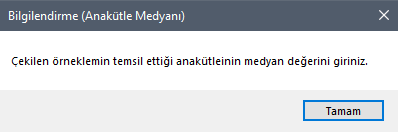 Bilgilendirme (Anakütle Medyanı)
Çekilen örneklemin temsil ettiği anakütleinin medyan değerini giriniz.
Tamam